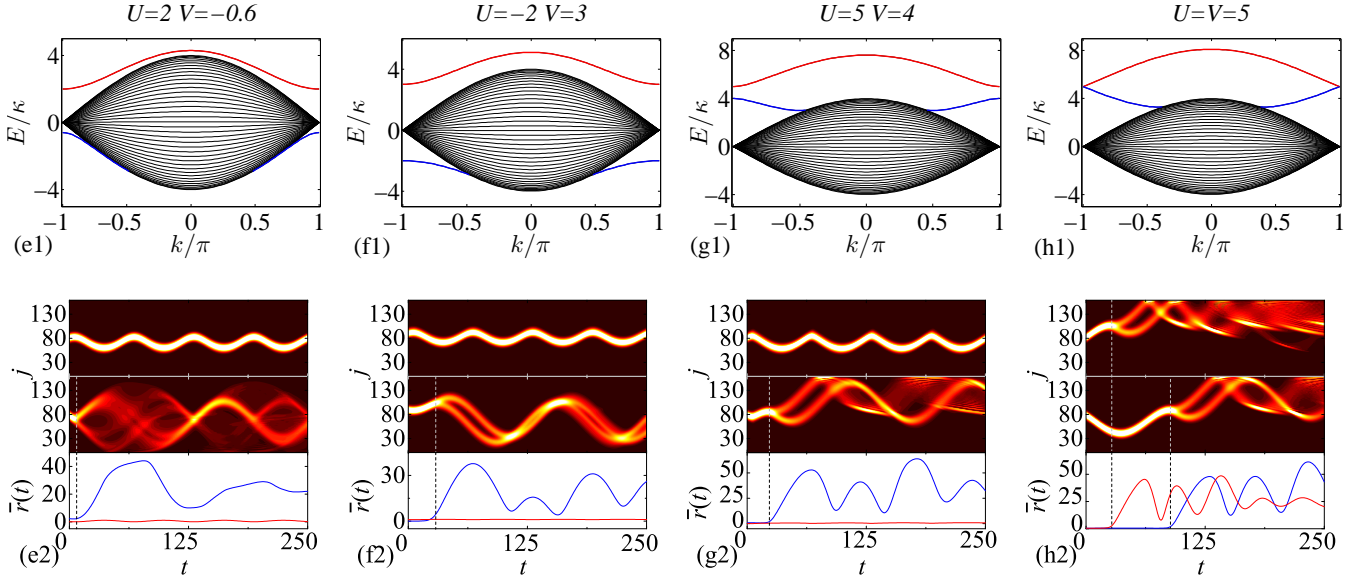 U=2 V=−0.6
U=−2 V=3
U=5 V=4
U=V=5
E/κ
4
0
−4
−1 −0.5 0 0.5 1
k/π
(e1)
E/κ
4
0
−4
−1 −0.5 0 0.5 1
k/π
(f1)
E/κ
8
4
0
−4
−1 −0.5 0 0.5 1
k/π
(g1)
E/κ
8
4
0
−4
−1 −0.5 0 0.5 1
k/π
(h1)
j
130
80
30
130
80
30
r̄(t)
40
20
0
0 125 250
t
(e2)
j
130
80
30
130
80
30
r̄(t)
30
0
0 125 250
t
(f2)
j
130
80
30
130
80
30
r̄(t)
50
25
0
0 125 250
t
(g2)
j
130
80
30
130
80
30
r̄(t)
50
25
0
0 125 250
t
(h2)